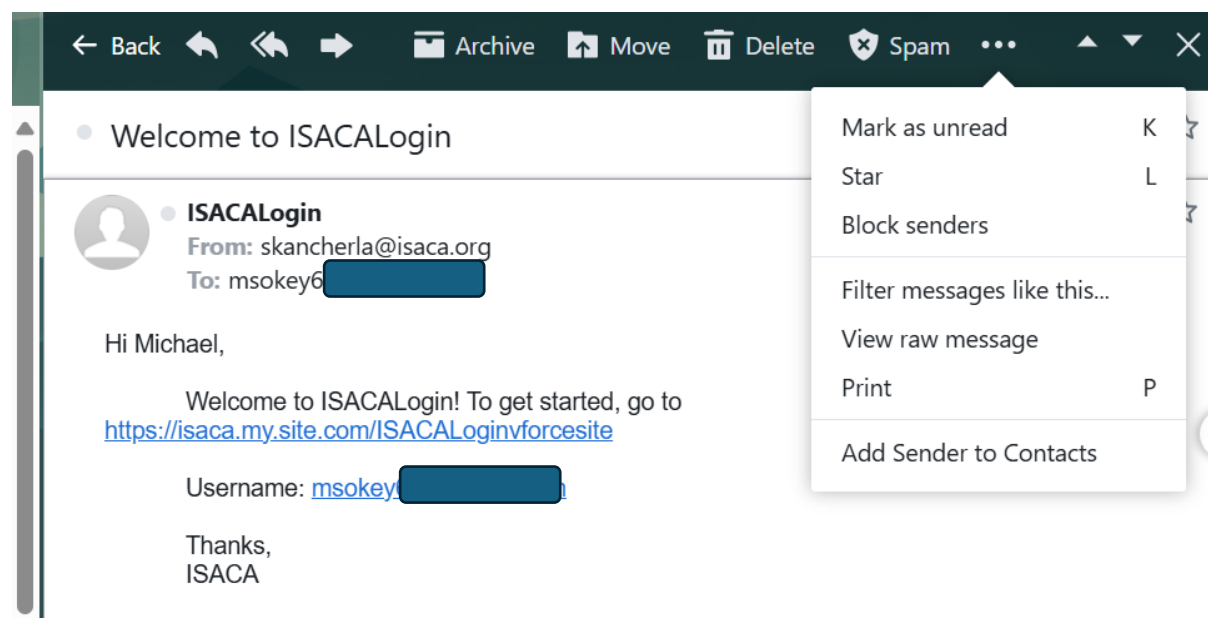 Back Archive Move Delete Spam
Welcome to ISACALogin
ISACALogin
From: skancherla@isaca.org
To: msokey6
Hi Michael,
Welcome to ISACALogin! To get started, go to
https://isaca.my.site.com/ISACALoginvforcesite
Username: msokey
Thanks,
ISACA
Mark as unread K
Star L
Block senders
Filter messages like this...
View raw message
Print P
Add Sender to Contacts